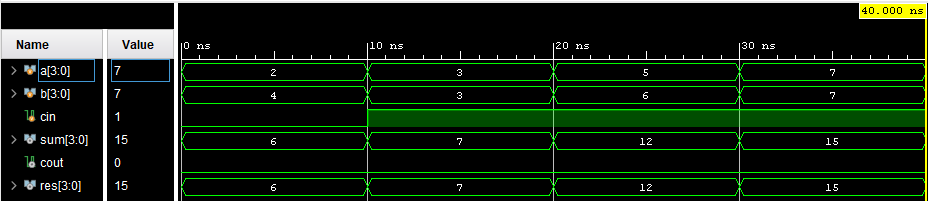 40.000 ns
Name Value
0 ns 10 ns 20 ns 30 ns
a[3:0] 7 2 3 5 7
b[3:0] 7 4 3 6 7
cin 1
sum[3:0] 15 6 7 12 15
cout 0
res[3:0] 15 6 7 12 15